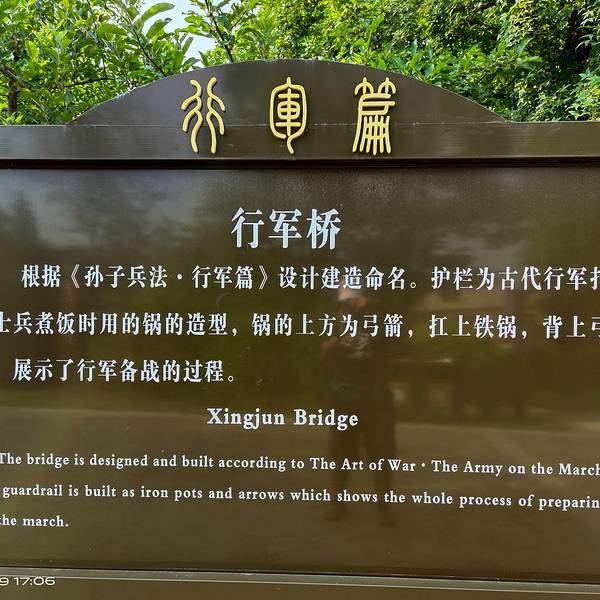 行军篇
行军桥
根据《孙子兵法·行军篇》设计建造命名。护栏为古代行军
士兵煮饭时用的锅的造型，锅的上方为弓箭，扛上铁锅，背上弓
展示了行军备战的过程。
Xingjun Bridge
The bridge is designed and built according to The Art of War · The Army on the March
guardrail is built as iron pots and arrows which shows the whole process of preparin
the march.
9 17:06